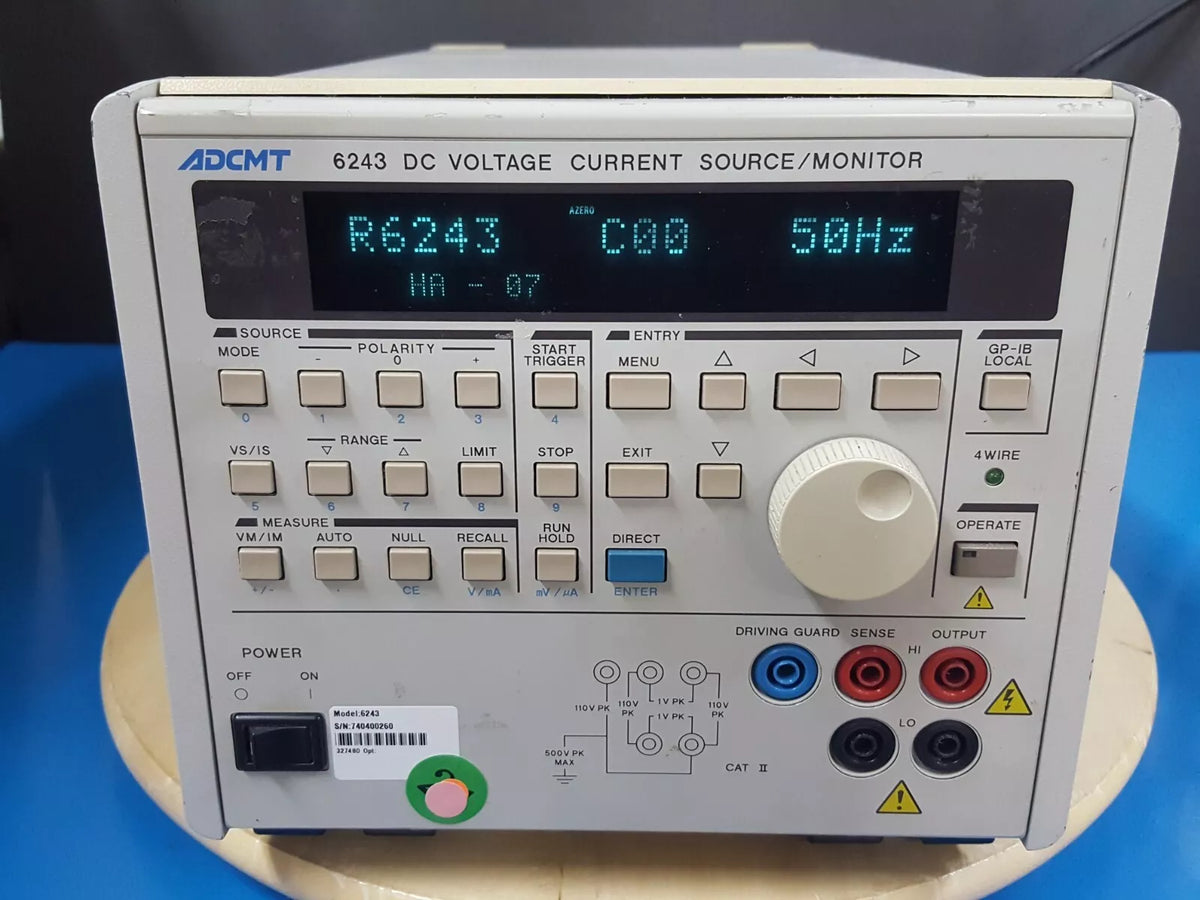 ADCMT 6243 DC VOLTAGE CURRENT SOURCE/MONITOR
AZERO
R6243 C00 50Hz
HA - 07
SOURCE
MODE
POLARITY
- 0 +
0 1 2 3
START
TRIGGER
4
ENTRY
MENU △ ◁ ▷
GP-IB
LOCAL
VS/IS
RANGE
▽ △
LIMIT
5 6 7 8
STOP
9
EXIT ▽
4 WIRE
MEASURE
VM/IM AUTO NULL RECALL
+/- . CE V/mA
RUN
HOLD
mV/µA
DIRECT
ENTER
OPERATE
POWER
OFF ON
Model:6243
S/N:740400260
327480 Opt:
110V PK
110V
PK
1V PK
1V PK
110V
PK
500V PK
MAX
CAT II
DRIVING GUARD SENSE OUTPUT
HI
LO